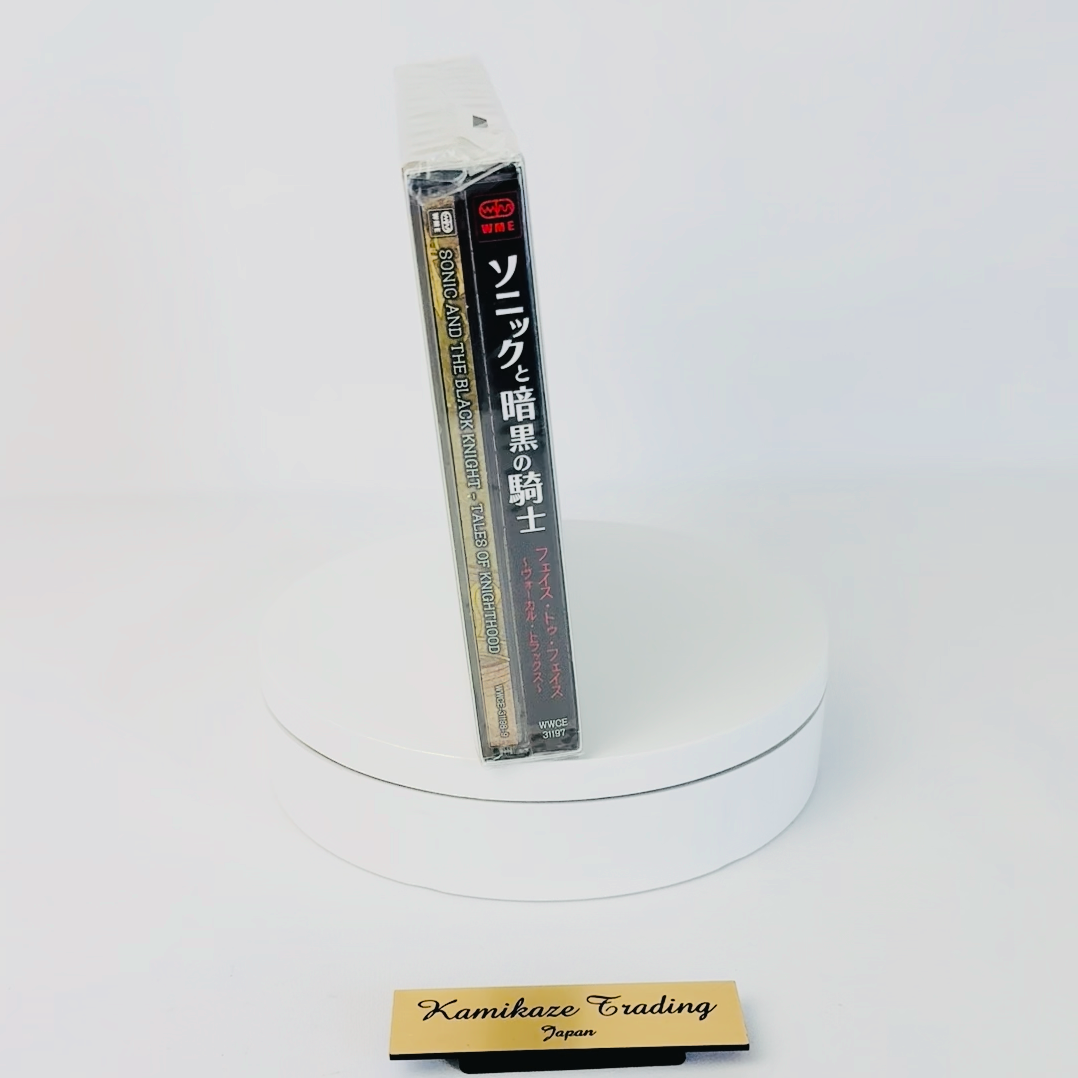 WME
SONIC AND THE BLACK KNIGHT - TALES OF KNIGHTHOOD
WME
ソニックと暗黒の騎士
フェイス・トゥ・フェイス
〜ヴォーカル・トラックス〜
WWCE
31197
Kamikaze Trading
Japan